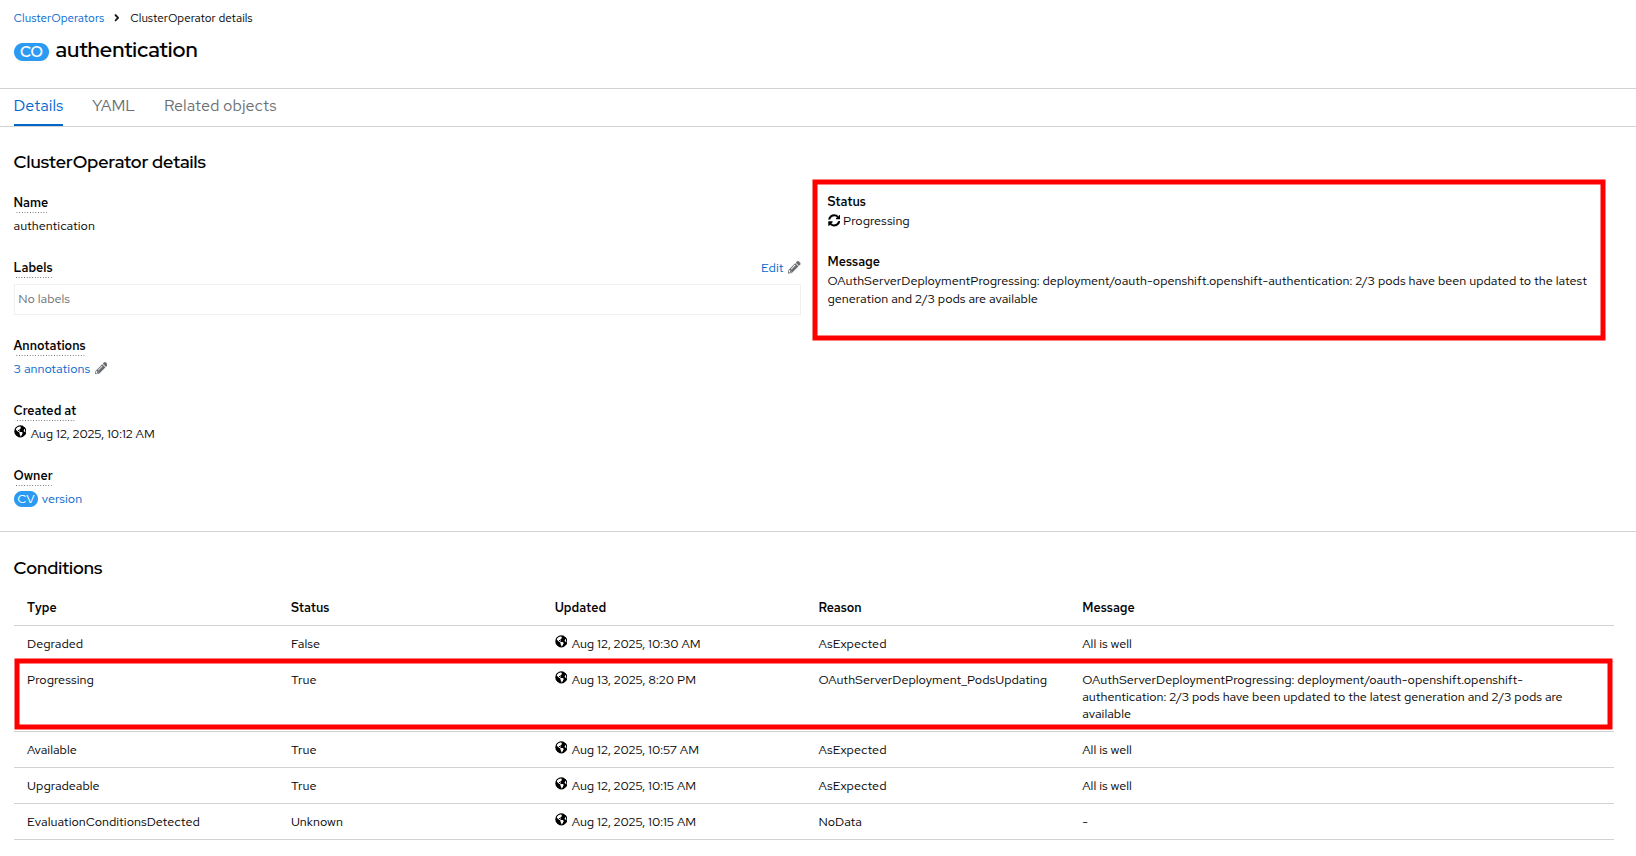 ClusterOperators > ClusterOperator details
CO authentication
Details YAML Related objects
ClusterOperator details
Name
authentication
Labels Edit
No labels
Annotations
3 annotations
Created at
Aug 12, 2025, 10:12 AM
Owner
CV version
Status
Progressing
Message
OAuthServerDeploymentProgressing: deployment/oauth-openshift.openshift-authentication: 2/3 pods have been updated to the latest
generation and 2/3 pods are available
Conditions
Type Status Updated Reason Message
Degraded False Aug 12, 2025, 10:30 AM AsExpected All is well
Progressing True Aug 13, 2025, 8:20 PM OAuthServerDeployment_PodsUpdating OAuthServerDeploymentProgressing: deployment/oauth-openshift.openshift-
authentication: 2/3 pods have been updated to the latest generation and 2/3 pods are
available
Available True Aug 12, 2025, 10:57 AM AsExpected All is well
Upgradeable True Aug 12, 2025, 10:15 AM AsExpected All is well
EvaluationConditionsDetected Unknown Aug 12, 2025, 10:15 AM NoData -